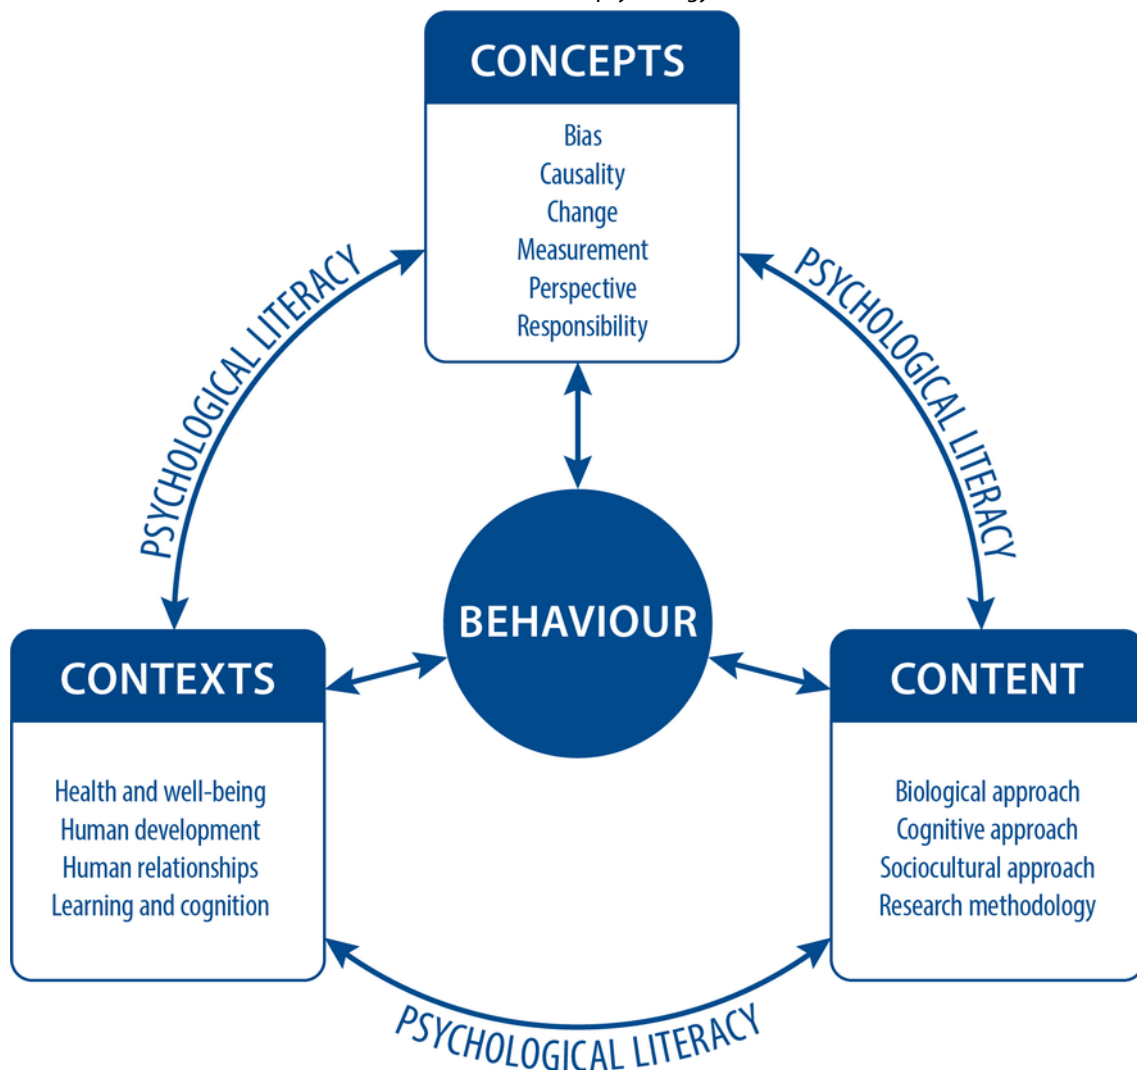 CONCEPTS
Bias
Causality
Change
Measurement
Perspective
Responsibility
PSYCHOLOGICAL LITERACY
PSYCHOLOGICAL LITERACY
BEHAVIOUR
CONTEXTS
Health and well-being
Human development
Human relationships
Learning and cognition
CONTENT
Biological approach
Cognitive approach
Sociocultural approach
Research methodology
PSYCHOLOGICAL LITERACY